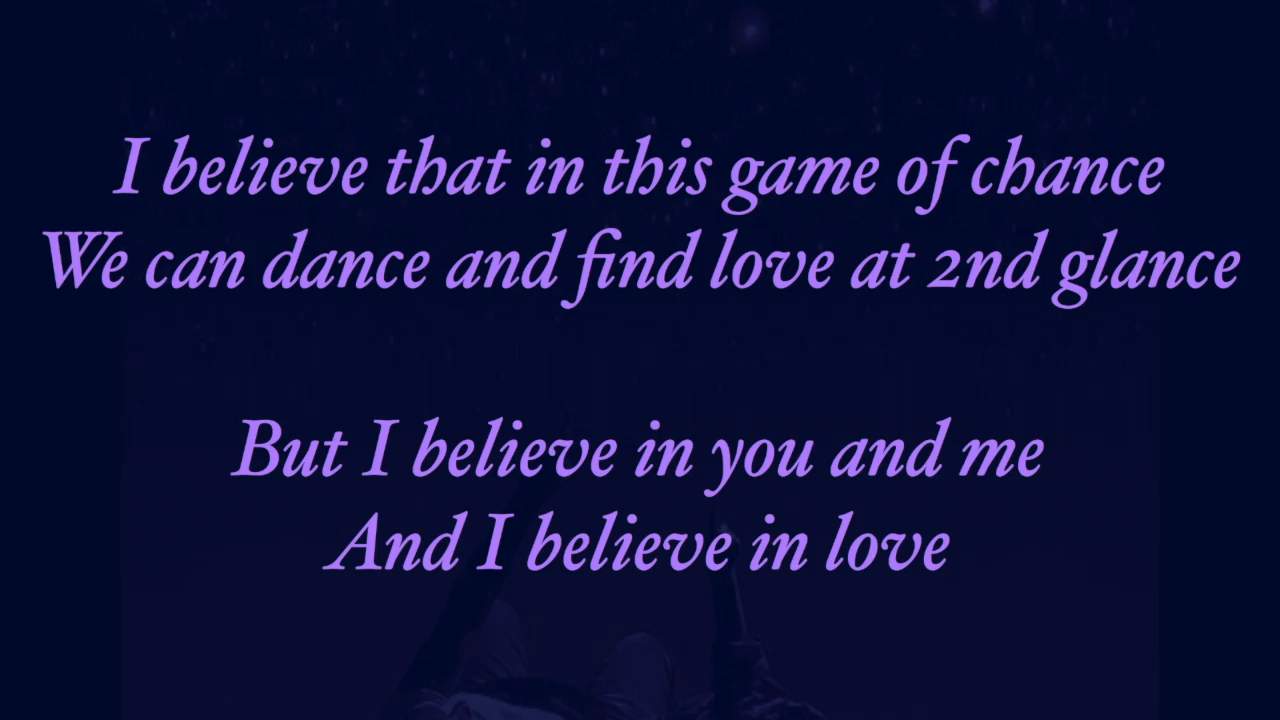 I believe that in this game of chance
We can dance and find love at 2nd glance
But I believe in you and me
And I believe in love